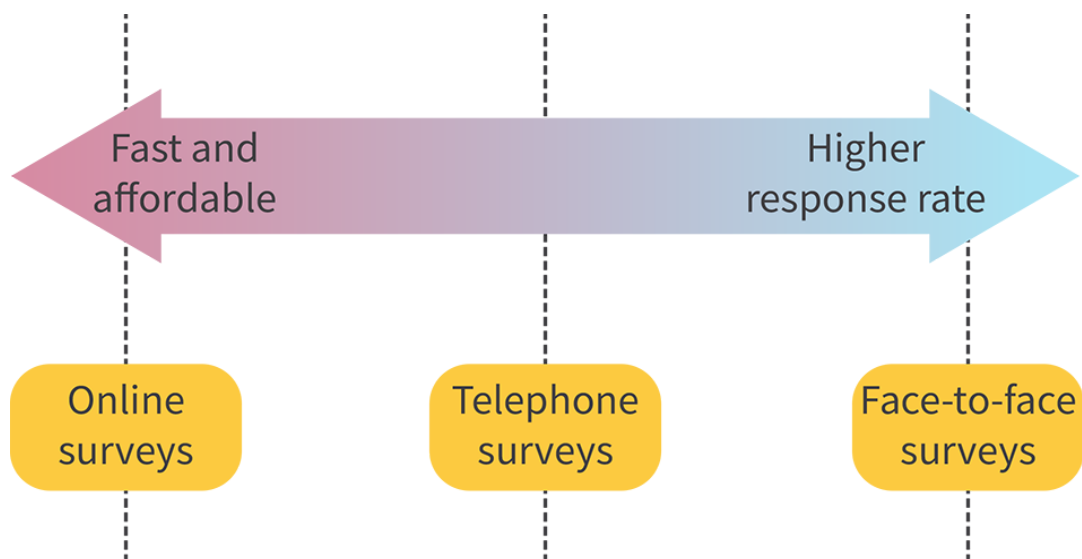 Fast and
affordable
Higher
response rate
Online
surveys
Telephone
surveys
Face-to-face
surveys